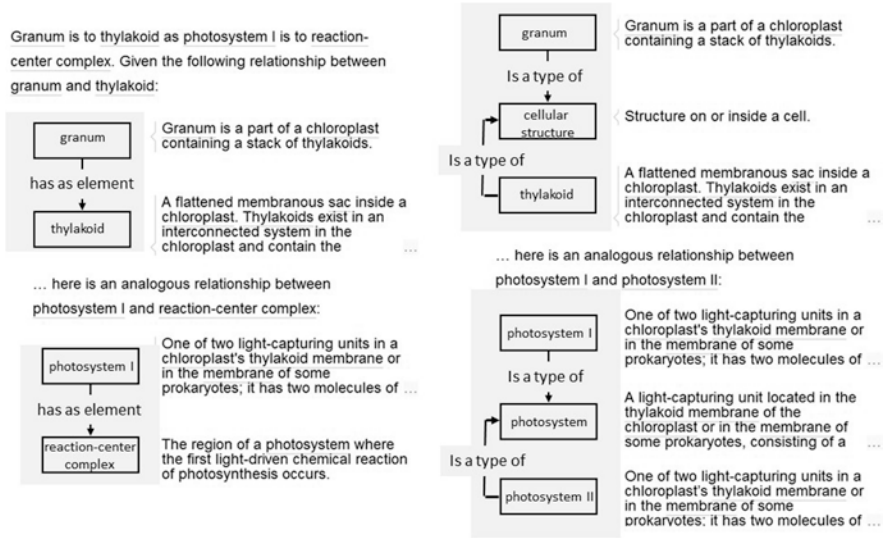 Granum is to thylakoid as photosystem I is to reaction-
center complex. Given the following relationship between
granum and thylakoid:
granum
Granum is a part of a chloroplast
containing a stack of thylakoids.
has as element
thylakoid
A flattened membranous sac inside a
chloroplast. Thylakoids exist in an
interconnected system in the
chloroplast and contain the ...
... here is an analogous relationship between
photosystem I and reaction-center complex:
photosystem I
One of two light-capturing units in a
chloroplast's thylakoid membrane or
in the membrane of some
prokaryotes; it has two molecules of ...
has as element
reaction-center
complex
The region of a photosystem where
the first light-driven chemical reaction
of photosynthesis occurs.
granum
Granum is a part of a chloroplast
containing a stack of thylakoids.
Is a type of
cellular
structure
Structure on or inside a cell.
Is a type of
thylakoid
A flattened membranous sac inside a
chloroplast. Thylakoids exist in an
interconnected system in the
chloroplast and contain the ...
... here is an analogous relationship between
photosystem I and photosystem II:
photosystem I
One of two light-capturing units in a
chloroplast's thylakoid membrane or
in the membrane of some
prokaryotes; it has two molecules of ...
Is a type of
photosystem
A light-capturing unit located in the
thylakoid membrane of the
chloroplast or in the membrane of
some prokaryotes, consisting of a ...
Is a type of
photosystem II
One of two light-capturing units in a
chloroplast's thylakoid membrane or
in the membrane of some
prokaryotes; it has two molecules of ...